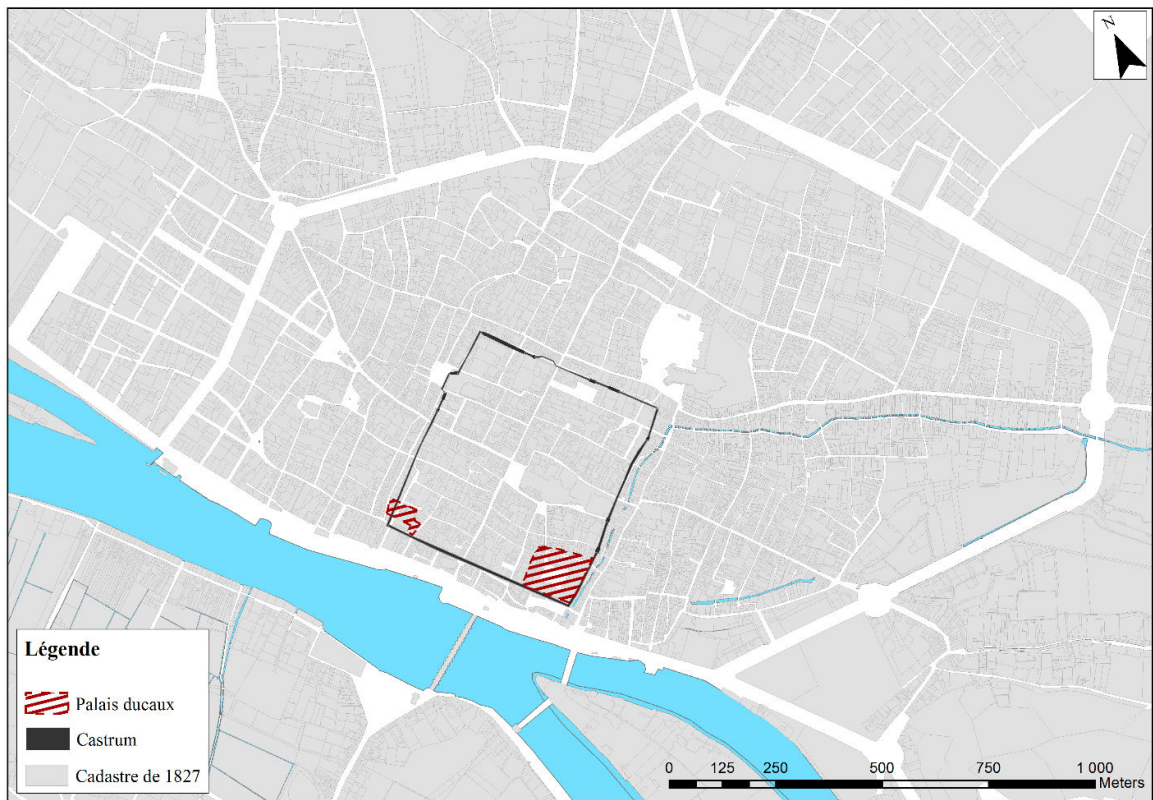 N
Légende
Palais ducaux
Castrum
Cadastre de 1827
0 125 250 500 750 1 000
Meters